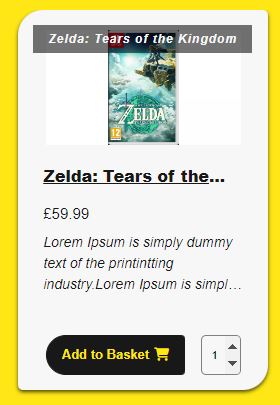 Zelda: Tears of the Kingdom
ZELDA
12
Zelda: Tears of the...
£59.99
Lorem Ipsum is simply dummy
text of the printintting
industry.Lorem Ipsum is simpl...
Add to Basket
1